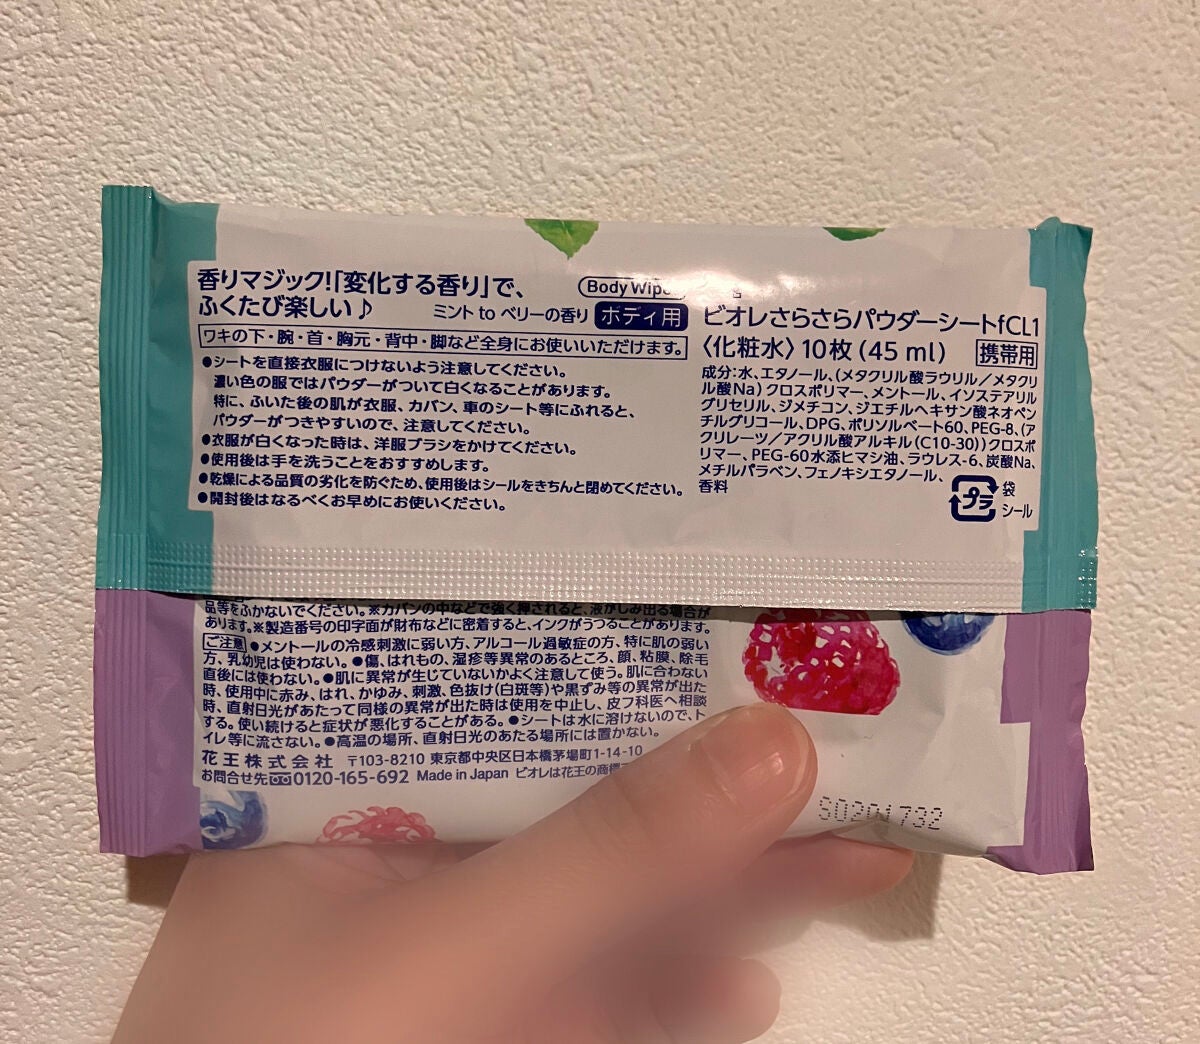 香りマジック!「変化する香り」で、
ふくたび楽しい♪
Body Wipe
ミント to ベリーの香り ボディ用
ワキの下・腕・首・胸元・背中・脚など全身にお使いいただけます。
●シートを直接衣服につけないよう注意してください。
濃い色の服ではパウダーがついて白くなることがあります。
特に、ふいた後の肌が衣服、カバン、車のシート等にふれると、
パウダーがつきやすいので、注意してください。
●衣服が白くなった時は、洋服ブラシをかけてください。
●使用後は手を洗うことをおすすめします。
●乾燥による品質の劣化を防ぐため、使用後はシールをきちんと閉めてください。
●開封後はなるべくお早めにお使いください。
ビオレさらさらパウダーシートfCL1
〈化粧水〉10枚(45 ml) 携帯用
成分:水、エタノール、(メタクリル酸ラウリル/メタクリ
ル酸Na)クロスポリマー、メントール、イソステアリル
グリセリル、ジメチコン、ジエチルヘキサン酸ネオペン
チルグリコール、DPG、ポリソルベート60、PEG-8、(ア
クリレーツ/アクリル酸アルキル(C10-30))クロスポ
リマー、PEG-60水添ヒマシ油、ラウレス-6、炭酸Na、
メチルパラベン、フェノキシエタノール、
香料
プラ 袋
シール
品等をふかないでください。※カバンの中などで強く押されると、液がしみ出る場合が
あります。※製造番号の印字面が財布などに密着すると、インクがうつることがあります。
ご注意 ●メントールの冷感刺激に弱い方、アルコール過敏症の方、特に肌の弱い
方、乳幼児は使わない。●傷、はれもの、湿疹等異常のあるところ、顔、粘膜、除毛
直後には使わない。●肌に異常が生じていないかよく注意して使う。肌に合わない
時、使用中に赤み、はれ、かゆみ、刺激、色抜け(白斑等)や黒ずみ等の異常が出た
時、直射日光があたって同様の異常が出た時は使用を中止し、皮フ科医へ相談
する。使い続けると症状が悪化することがある。●シートは水に溶けないので、ト
イレ等に流さない。●高温の場所、直射日光のあたる場所には置かない。
花王株式会社 〒103-8210 東京都中央区日本橋茅場町1-14-10
お問合せ先 0120-165-692 Made in Japan ビオレは花王の商標
S0201732